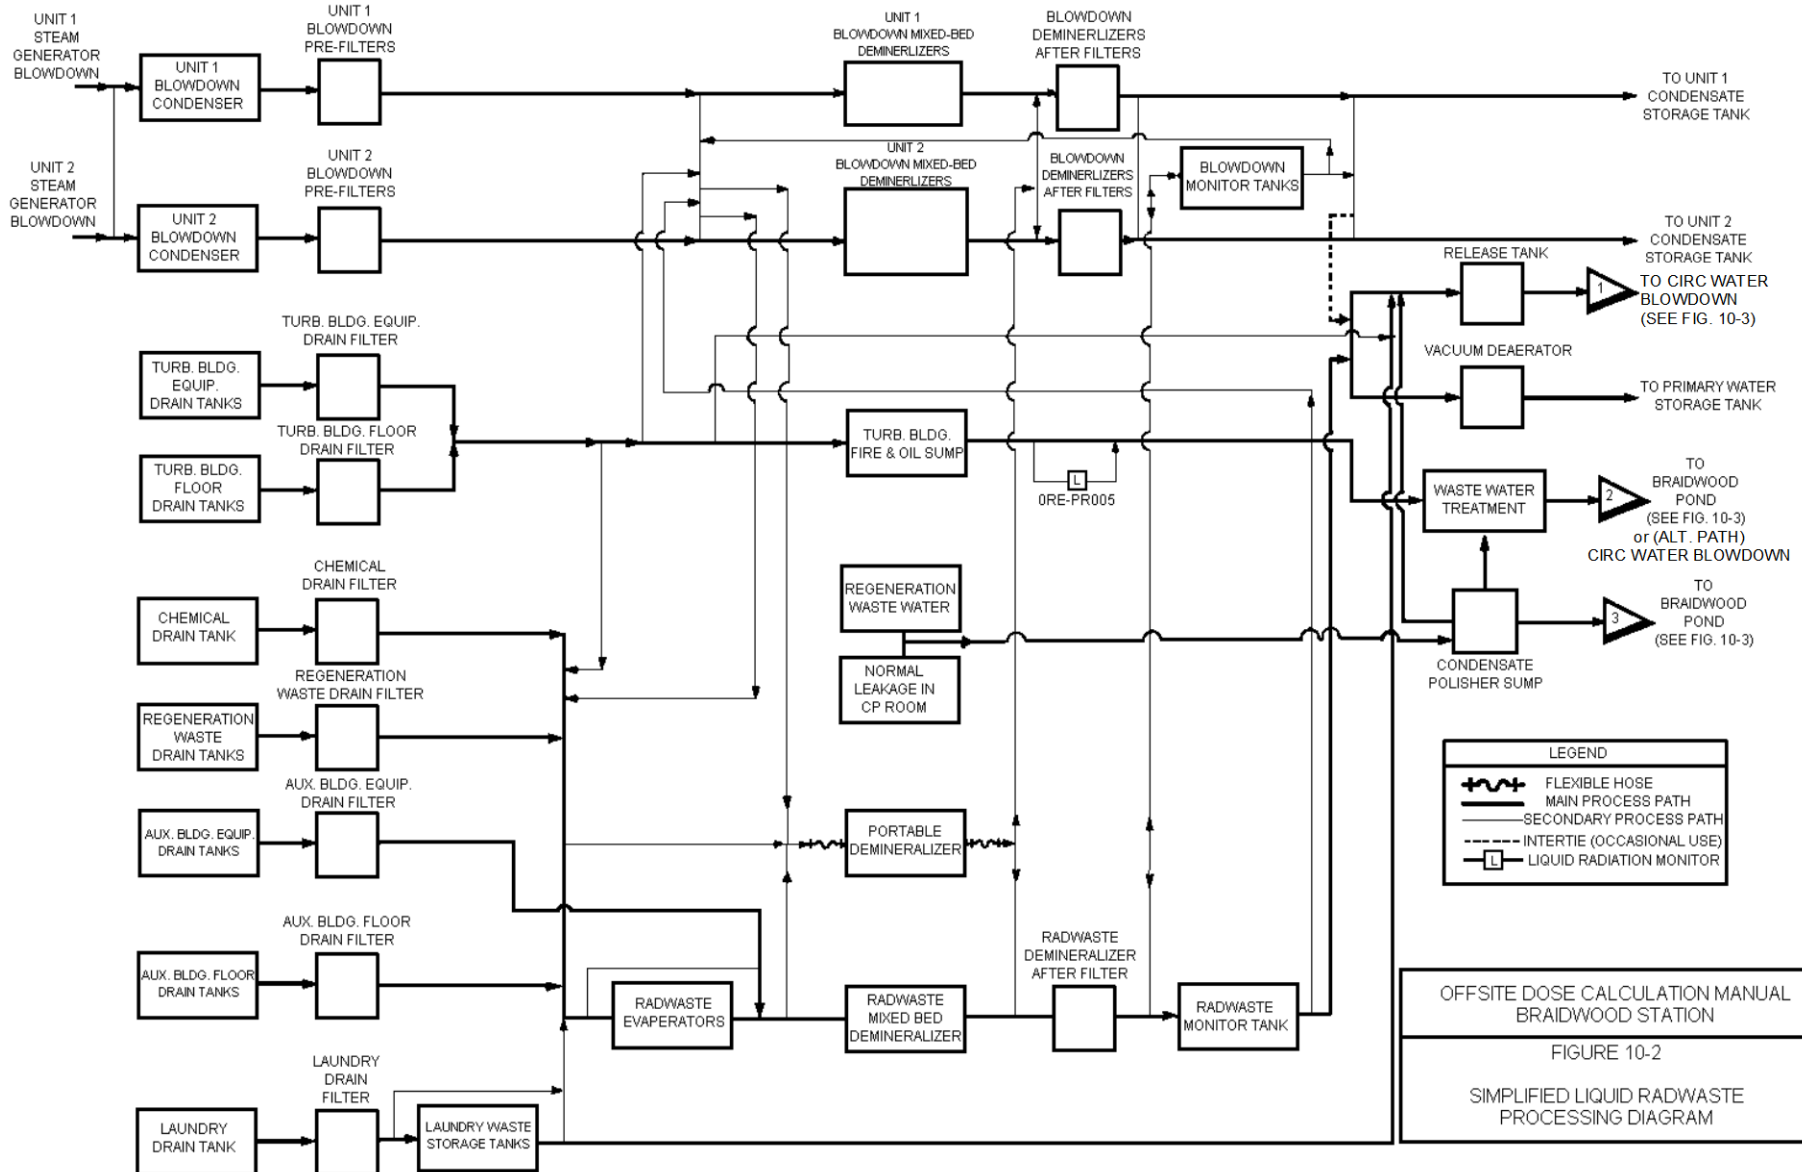 UNIT 1
STEAM
GENERATOR
BLOWDOWN
UNIT 1
BLOWDOWN
CONDENSER
UNIT 1
BLOWDOWN
PRE-FILTERS
UNIT 1
BLOWDOWN MIXED-BED
DEMINERLIZERS
BLOWDOWN
DEMINERLIZERS
AFTER FILTERS
TO UNIT 1
CONDENSATE
STORAGE TANK
UNIT 2
STEAM
GENERATOR
BLOWDOWN
UNIT 2
BLOWDOWN
CONDENSER
UNIT 2
BLOWDOWN
PRE-FILTERS
UNIT 2
BLOWDOWN MIXED-BED
DEMINERLIZERS
BLOWDOWN
DEMINERLIZERS
AFTER FILTERS
BLOWDOWN
MONITOR TANKS
TO UNIT 2
CONDENSATE
STORAGE TANK
RELEASE TANK
1
TO CIRC WATER
BLOWDOWN
(SEE FIG. 10-3)
VACUUM DEAERATOR
TO PRIMARY WATER
STORAGE TANK
TURB. BLDG. EQUIP.
DRAIN FILTER
TURB. BLDG.
EQUIP.
DRAIN TANKS
TURB. BLDG. FLOOR
DRAIN FILTER
TURB. BLDG.
FLOOR
DRAIN TANKS
TURB. BLDG.
FIRE & OIL SUMP
L
0RE-PR005
WASTE WATER
TREATMENT
2
TO
BRAIDWOOD
POND
(SEE FIG. 10-3)
or (ALT. PATH)
CIRC WATER BLOWDOWN
CHEMICAL
DRAIN FILTER
CHEMICAL
DRAIN TANK
REGENERATION
WASTE WATER
NORMAL
LEAKAGE IN
CP ROOM
CONDENSATE
POLISHER SUMP
3
TO
BRAIDWOOD
POND
(SEE FIG. 10-3)
REGENERATION
WASTE DRAIN FILTER
REGENERATION
WASTE
DRAIN TANKS
AUX. BLDG. EQUIP.
DRAIN FILTER
AUX. BLDG. EQUIP.
DRAIN TANKS
PORTABLE
DEMINERALIZER
LEGEND
FLEXIBLE HOSE
MAIN PROCESS PATH
SECONDARY PROCESS PATH
INTERTIE (OCCASIONAL USE)
L
LIQUID RADIATION MONITOR
AUX. BLDG. FLOOR
DRAIN FILTER
AUX. BLDG. FLOOR
DRAIN TANKS
RADWASTE
EVAPERATORS
RADWASTE
MIXED BED
DEMINERALIZER
RADWASTE
DEMINERALIZER
AFTER FILTER
RADWASTE
MONITOR TANK
LAUNDRY
DRAIN
FILTER
LAUNDRY
DRAIN TANK
LAUNDRY WASTE
STORAGE TANKS
OFFSITE DOSE CALCULATION MANUAL
BRAIDWOOD STATION
FIGURE 10-2
SIMPLIFIED LIQUID RADWASTE
PROCESSING DIAGRAM